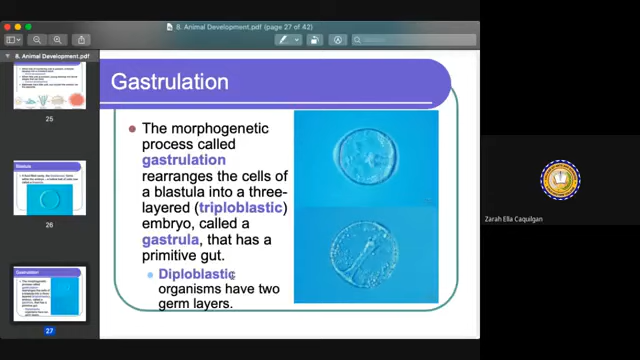 8. Animal Development.pdf (page 27 of 42)
Search
8. Animal Development.pdf
25
Blastula
26
Gastrulation
27
Gastrulation
The morphogenetic
process called
gastrulation
rearranges the cells of
a blastula into a three-
layered (triploblastic)
embryo, called a
gastrula, that has a
primitive gut.
Diploblastic
organisms have two
germ layers.
Zarah Ella Caquilgan